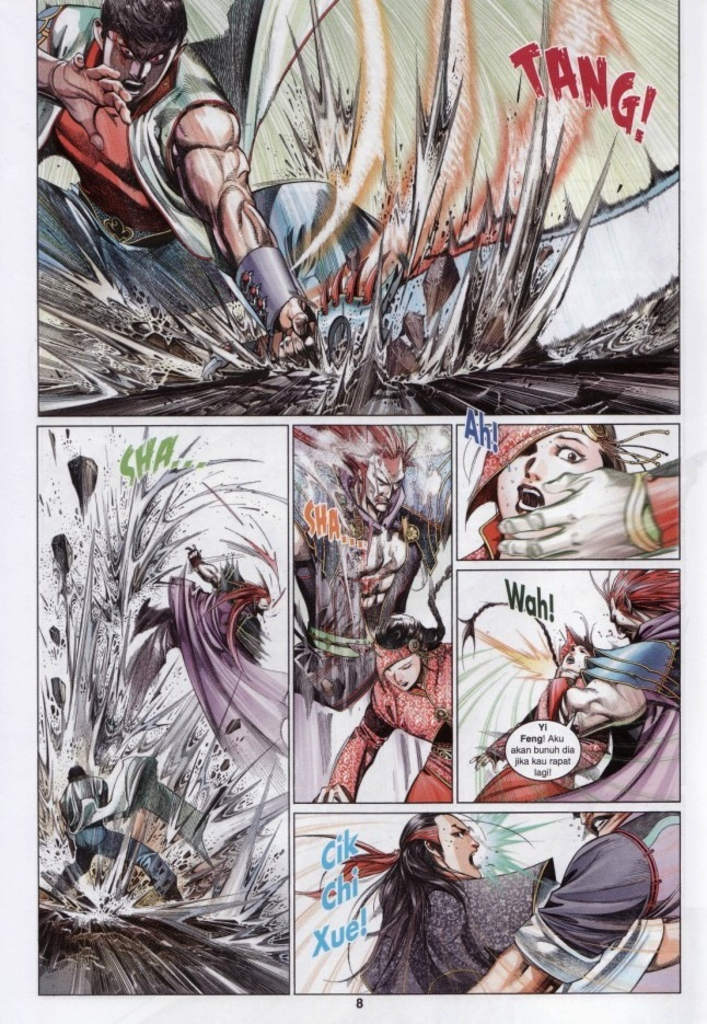 TANG!
SHA...
SHA...
Ah!
Wah!
Yi
Feng! Aku
akan bunuh dia
jika kau rapat
lagi!
Cik
Chi
Xue!
8